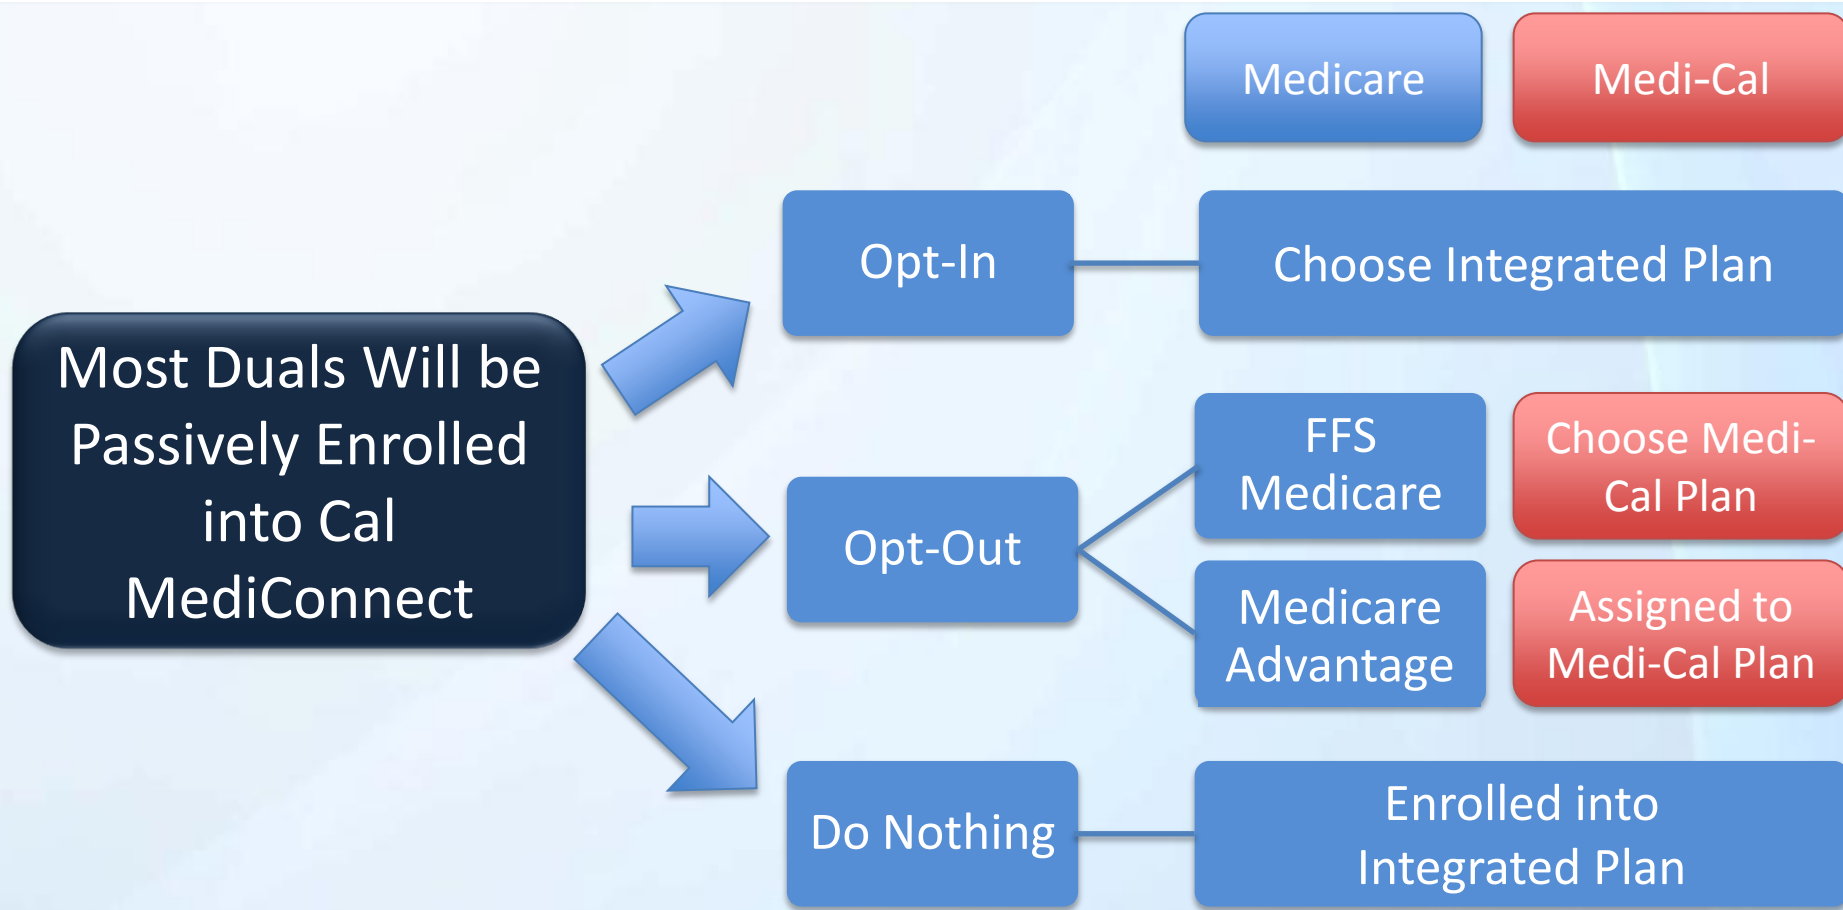 Medicare
Medi-Cal
Opt-In
Choose Integrated Plan
Most Duals Will be
Passively Enrolled
into Cal
MediConnect
Opt-Out
FFS
Medicare
Choose Medi-
Cal Plan
Medicare
Advantage
Assigned to
Medi-Cal Plan
Do Nothing
Enrolled into
Integrated Plan